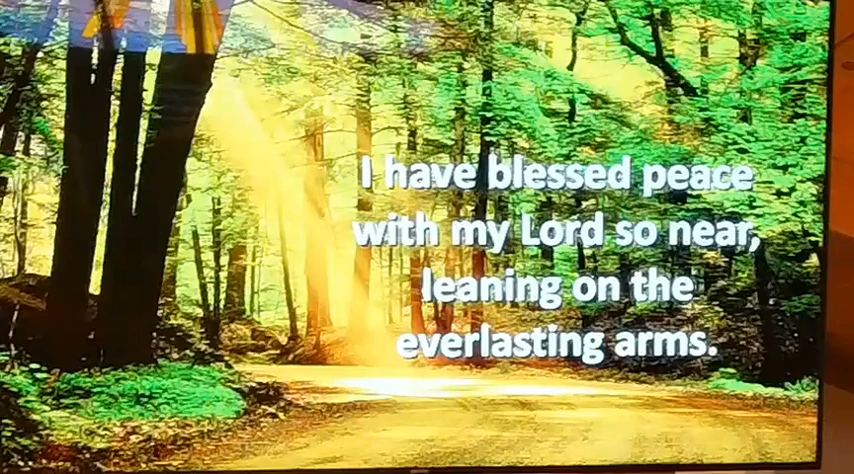 I have blessed peace
with my Lord so near,
leaning on the
everlasting arms.